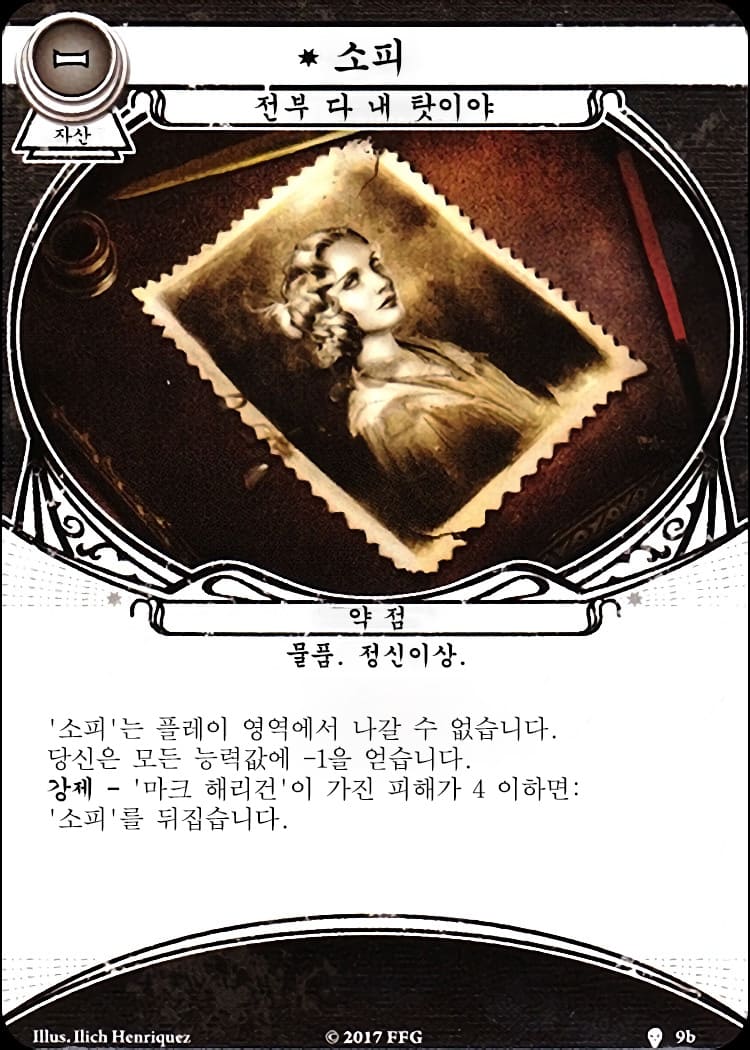 소피
자산
전부 다 내 탓이야
약점
물품. 정신이상.
'소피'는 플레이 영역에서 나갈 수 없습니다.
당신은 모든 능력값에 -1을 얻습니다.
강제 - '마크 해리건'이 가진 피해가 4 이하면:
'소피'를 뒤집습니다.
Illus. Ilich Henriquez
© 2017 FFG
9b